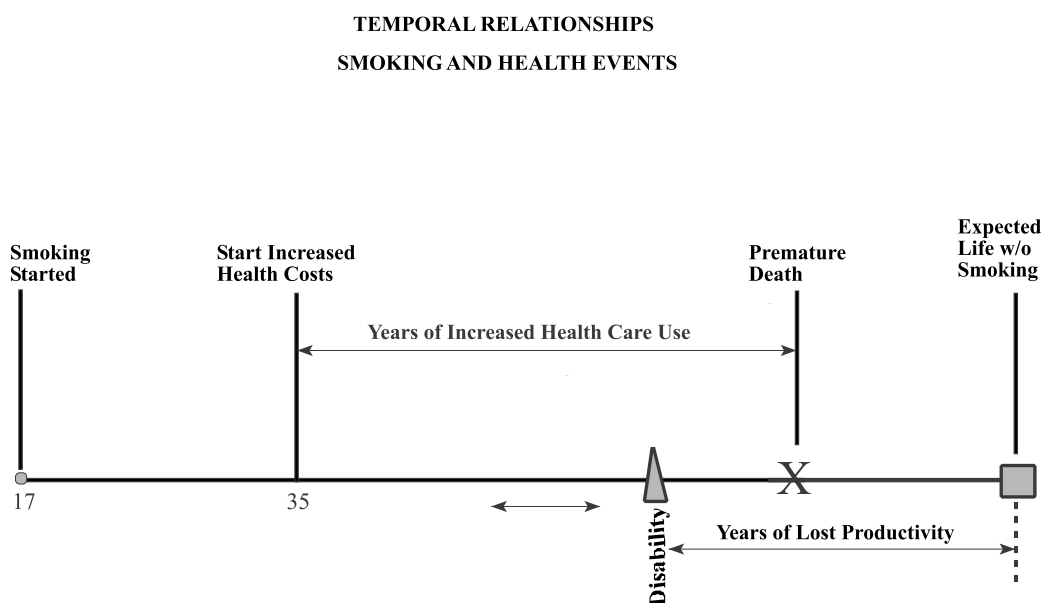 TEMPORAL RELATIONSHIPS
SMOKING AND HEALTH EVENTS
Smoking
Started
Start Increased
Health Costs
Premature
Death
Expected
Life w/o
Smoking
Years of Increased Health Care Use
X
17
35
Disability
Years of Lost Productivity